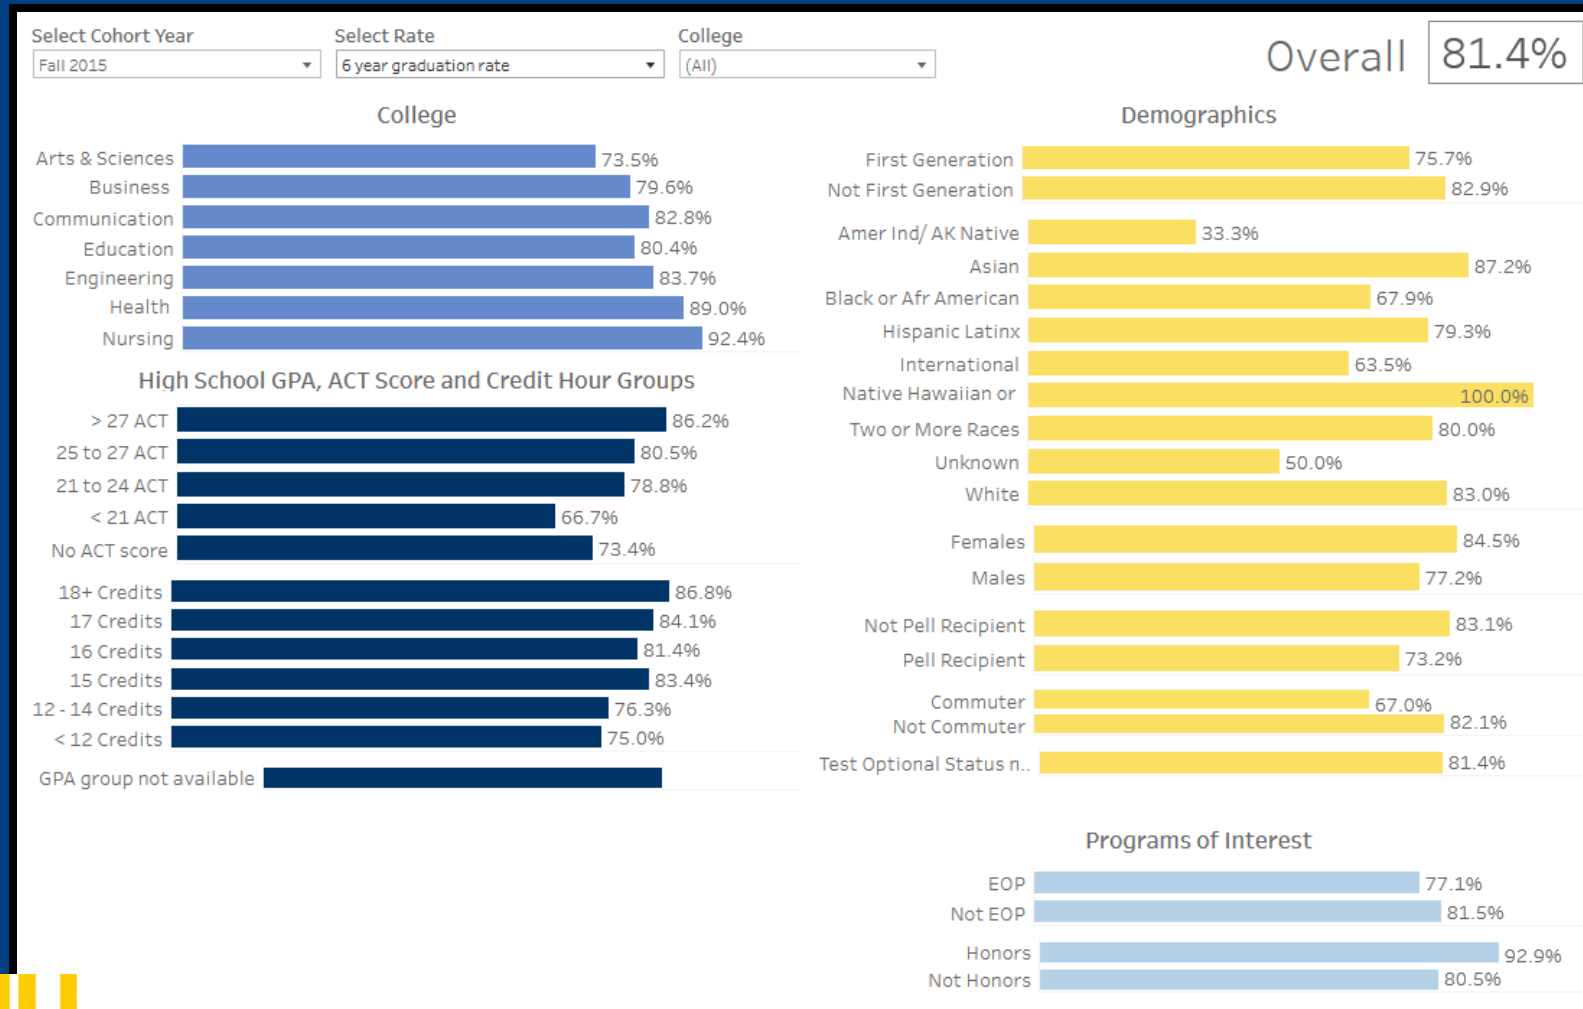 Select Cohort Year
Select Rate
College
Fall 2015
6 year graduation rate
(All)
Overall 81.4%
College
Arts & Sciences 73.5%
Business 79.6%
Communication 82.8%
Education 80.4%
Engineering 83.7%
Health 89.0%
Nursing 92.4%
High School GPA, ACT Score and Credit Hour Groups
> 27 ACT 86.2%
25 to 27 ACT 80.5%
21 to 24 ACT 78.8%
< 21 ACT 66.7%
No ACT score 73.4%
18+ Credits 86.8%
17 Credits 84.1%
16 Credits 81.4%
15 Credits 83.4%
12 - 14 Credits 76.3%
< 12 Credits 75.0%
GPA group not available
Demographics
First Generation 75.7%
Not First Generation 82.9%
Amer Ind/ AK Native 33.3%
Asian 87.2%
Black or Afr American 67.9%
Hispanic Latinx 79.3%
International 63.5%
Native Hawaiian or 100.0%
Two or More Races 80.0%
Unknown 50.0%
White 83.0%
Females 84.5%
Males 77.2%
Not Pell Recipient 83.1%
Pell Recipient 73.2%
Commuter 67.0%
Not Commuter 82.1%
Test Optional Status n.. 81.4%
Programs of Interest
EOP 77.1%
Not EOP 81.5%
Honors 92.9%
Not Honors 80.5%